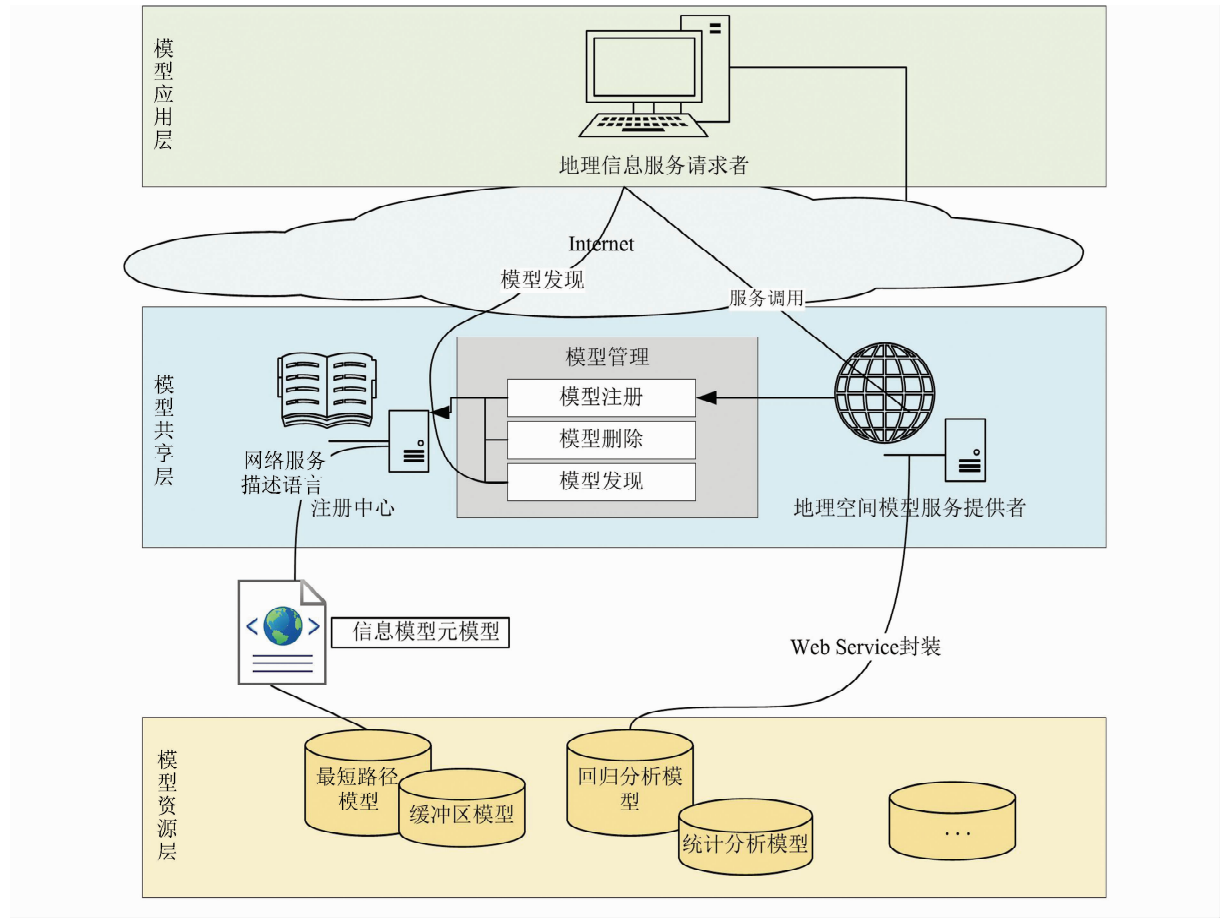 模型应用层
地理信息服务请求者
Internet
模型发现
服务调用
模型共享层
模型管理
模型注册
模型删除
模型发现
网络服务
描述语言
注册中心
地理空间模型服务提供者
信息模型元模型
Web Service封装
模型资源层
最短路径
模型
缓冲区模型
回归分析模
型
统计分析模型
...